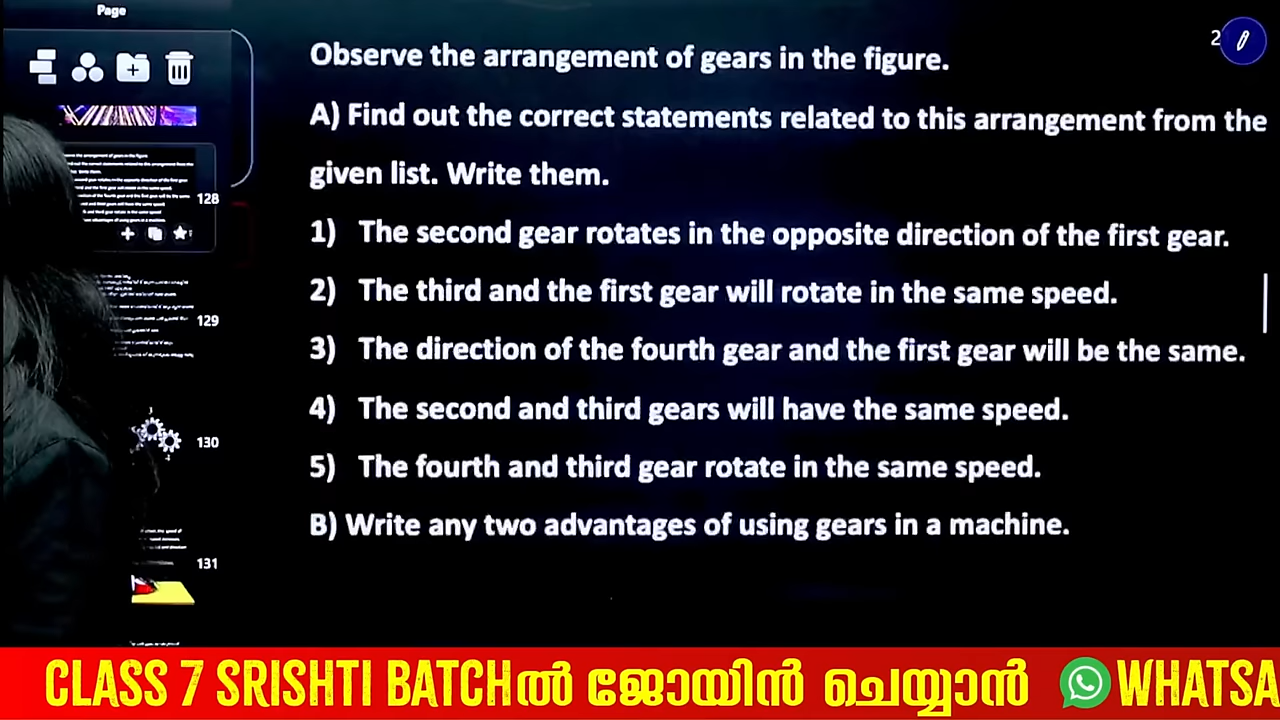 Page
2
Observe the arrangement of gears in the figure.
A) Find out the correct statements related to this arrangement from the
given list. Write them.
1) The second gear rotates in the opposite direction of the first gear.
2) The third and the first gear will rotate in the same speed.
3) The direction of the fourth gear and the first gear will be the same.
4) The second and third gears will have the same speed.
5) The fourth and third gear rotate in the same speed.
B) Write any two advantages of using gears in a machine.
128
129
130
131
CLASS 7 SRISHTI BATCHൽ ജോയിൻ ചെയ്യാൻ WHATSA